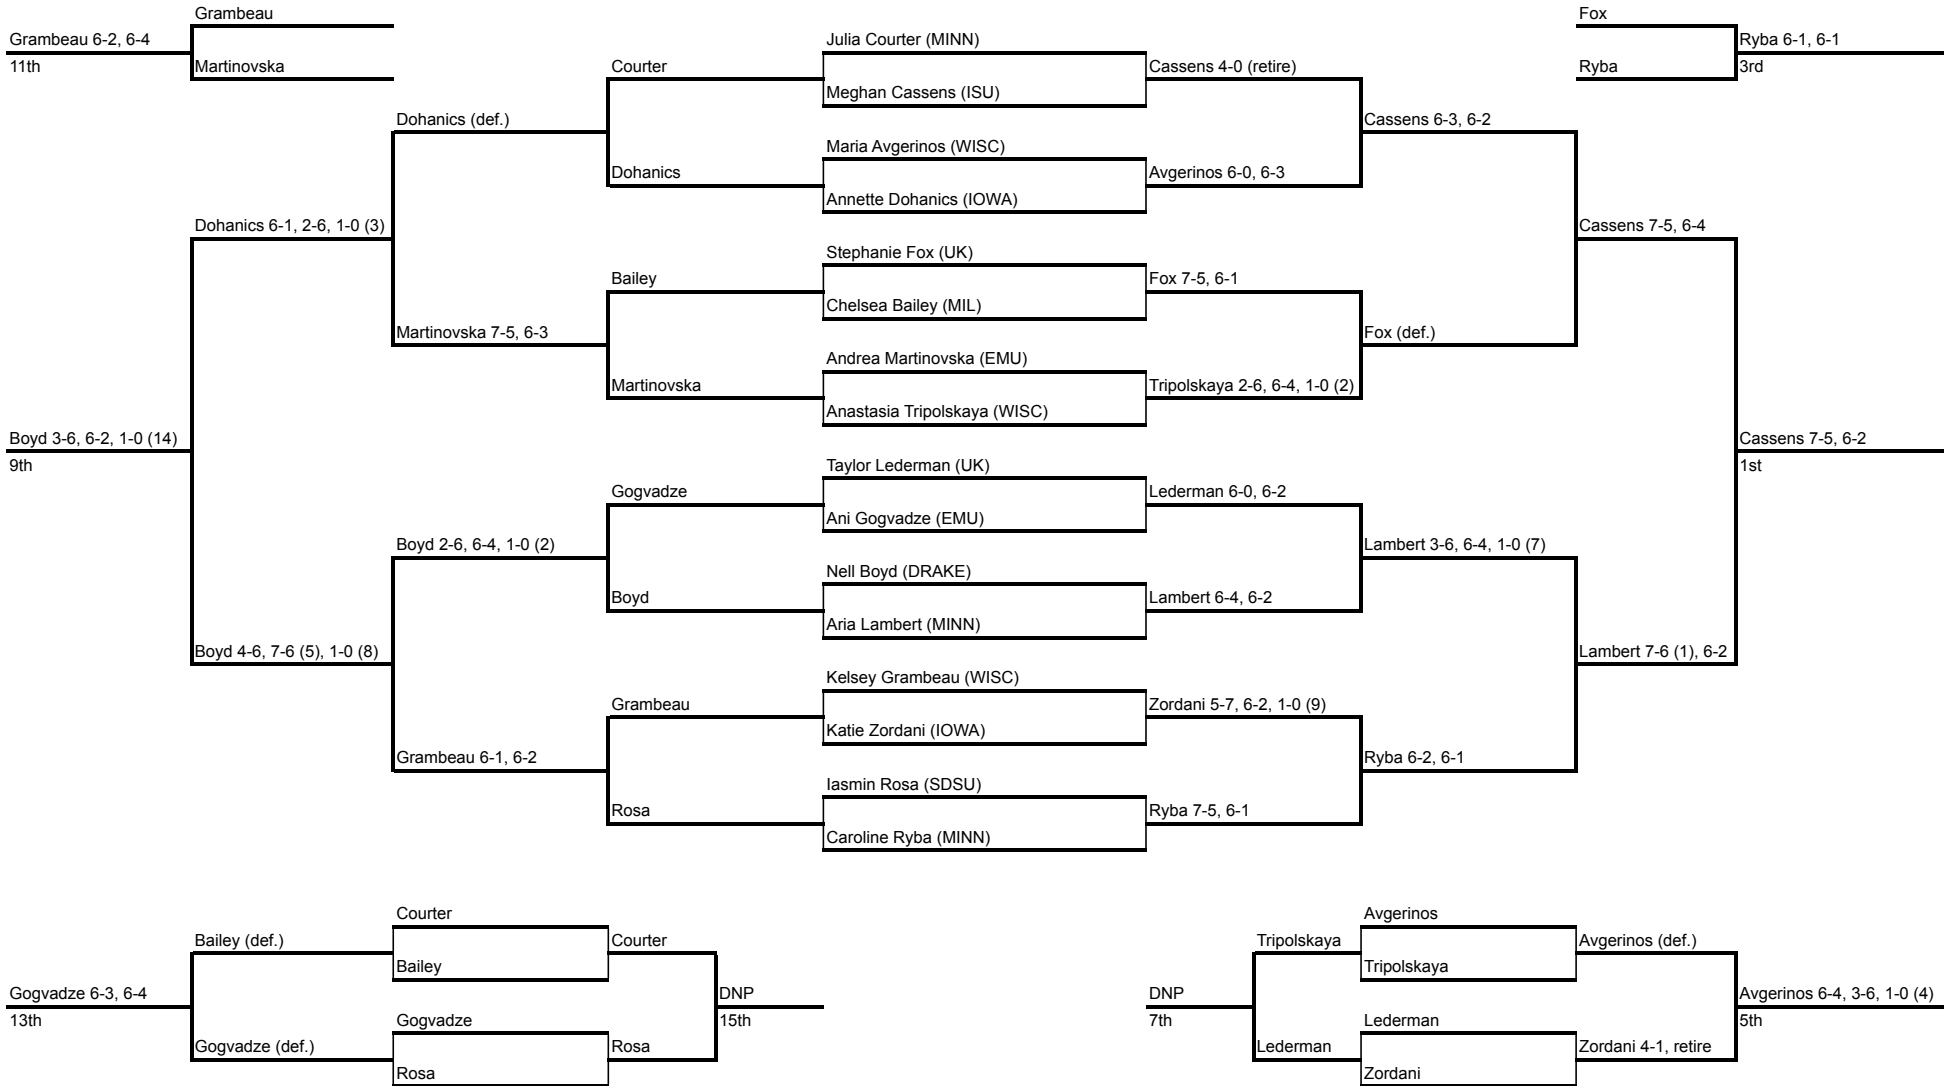 Grambeau
Grambeau 6-2, 6-4
11th
Martinovska
Fox
Ryba 6-1, 6-1
Ryba
3rd
Julia Courter (MINN)
Courter
Cassens 4-0 (retire)
Meghan Cassens (ISU)
Dohanics (def.)
Cassens 6-3, 6-2
Maria Avgerinos (WISC)
Dohanics
Avgerinos 6-0, 6-3
Annette Dohanics (IOWA)
Dohanics 6-1, 2-6, 1-0 (3)
Cassens 7-5, 6-4
Stephanie Fox (UK)
Bailey
Fox 7-5, 6-1
Chelsea Bailey (MIL)
Martinovska 7-5, 6-3
Fox (def.)
Andrea Martinovska (EMU)
Martinovska
Tripolskaya 2-6, 6-4, 1-0 (2)
Anastasia Tripolskaya (WISC)
Boyd 3-6, 6-2, 1-0 (14)
9th
Cassens 7-5, 6-2
1st
Taylor Lederman (UK)
Gogvadze
Lederman 6-0, 6-2
Ani Gogvadze (EMU)
Boyd 2-6, 6-4, 1-0 (2)
Lambert 3-6, 6-4, 1-0 (7)
Nell Boyd (DRAKE)
Boyd
Lambert 6-4, 6-2
Aria Lambert (MINN)
Boyd 4-6, 7-6 (5), 1-0 (8)
Lambert 7-6 (1), 6-2
Kelsey Grambeau (WISC)
Grambeau
Zordani 5-7, 6-2, 1-0 (9)
Katie Zordani (IOWA)
Grambeau 6-1, 6-2
Ryba 6-2, 6-1
Iasmin Rosa (SDSU)
Rosa
Ryba 7-5, 6-1
Caroline Ryba (MINN)
Courter
Bailey (def.)
Courter
Bailey
Gogvadze 6-3, 6-4
13th
DNP
15th
Gogvadze
Gogvadze (def.)
Rosa
Rosa
Avgerinos
Tripolskaya
Avgerinos (def.)
Tripolskaya
DNP
7th
Avgerinos 6-4, 3-6, 1-0 (4)
5th
Lederman
Lederman
Zordani 4-1, retire
Zordani